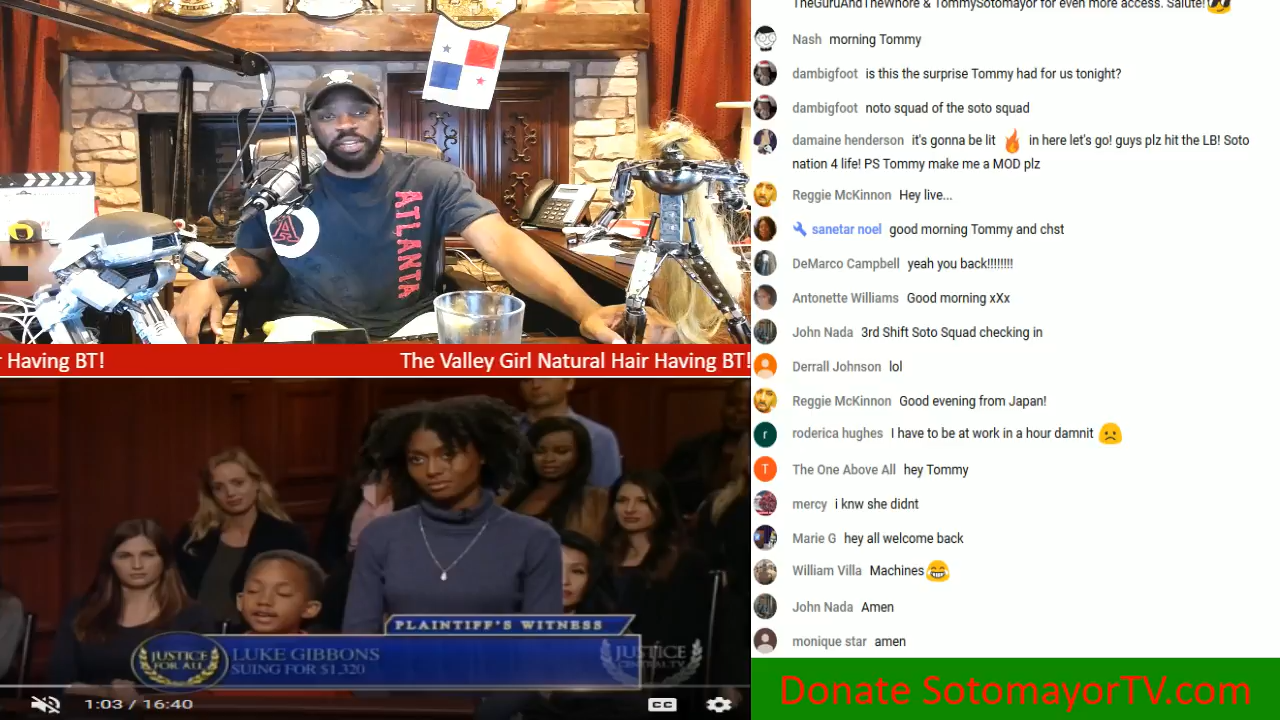 TheGuruAndTheWhore & TommySotomayor for even more access. Salute!😎
Nash morning Tommy
dambigfoot is this the surprise Tommy had for us tonight?
dambigfoot noto squad of the soto squad
damaine henderson it's gonna be lit 🔥 in here let's go! guys plz hit the LB! Soto
nation 4 life! PS Tommy make me a MOD plz
Reggie McKinnon Hey live...
sanetar noel good morning Tommy and chst
DeMarco Campbell yeah you back!!!!!!!!
Antonette Williams Good morning xXx
John Nada 3rd Shift Soto Squad checking in
Derrall Johnson lol
Reggie McKinnon Good evening from Japan!
r
roderica hughes I have to be at work in a hour damnit ☹️
T
The One Above All hey Tommy
mercy i knw she didnt
Marie G hey all welcome back
William Villa Machines😂
John Nada Amen
monique star amen
Donate SotomayorTV.com
A
ATLANTA
r Having BT!
The Valley Girl Natural Hair Having BT!
PLAINTIFF'S WITNESS
JUSTICE
FOR ALL
LUKE GIBBONS
SUING FOR $1,320
JUSTICE
CENTRAL.TV
1:03 / 16:40
CC